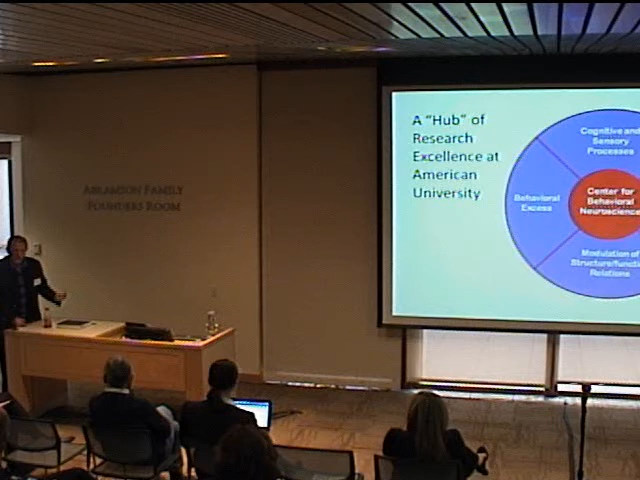 A "Hub" of
Research
Excellence at
American
University
Cognitive and
Sensory
Processes
Behavioral
Excess
Center for
Behavioral
Neuroscience
Modulation of
Structure/functi
Relations
Abramson Family
Founders Room